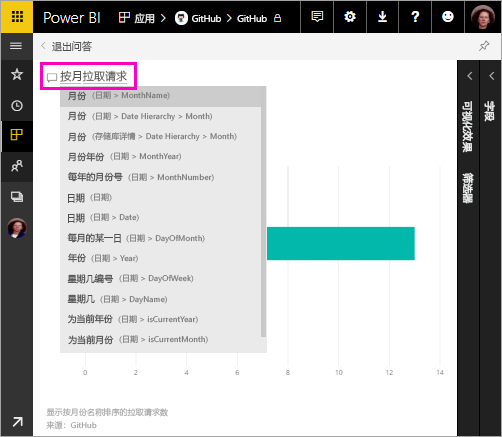 Power BI 应用 > GitHub > GitHub
退出问答
按月拉取请求
月份 (日期 > MonthName)
月份 (日期 > Date Hierarchy > Month)
月份 (存储库详情 > Date Hierarchy > Month)
月份年份 (日期 > MonthYear)
每年的月份号 (日期 > MonthNumber)
日期 (日期)
日期 (日期 > Date)
每月的某一日 (日期 > DayOfMonth)
年份 (日期 > Year)
星期几编号 (日期 > DayOfWeek)
星期几 (日期 > DayName)
为当前年份 (日期 > isCurrentYear)
为当前月份 (日期 > isCurrentMonth)
0 2 4 6 8 10 12 14
显示按月份名称排序的拉取请求数
来源：GitHub
可视化效果
筛选器
字段